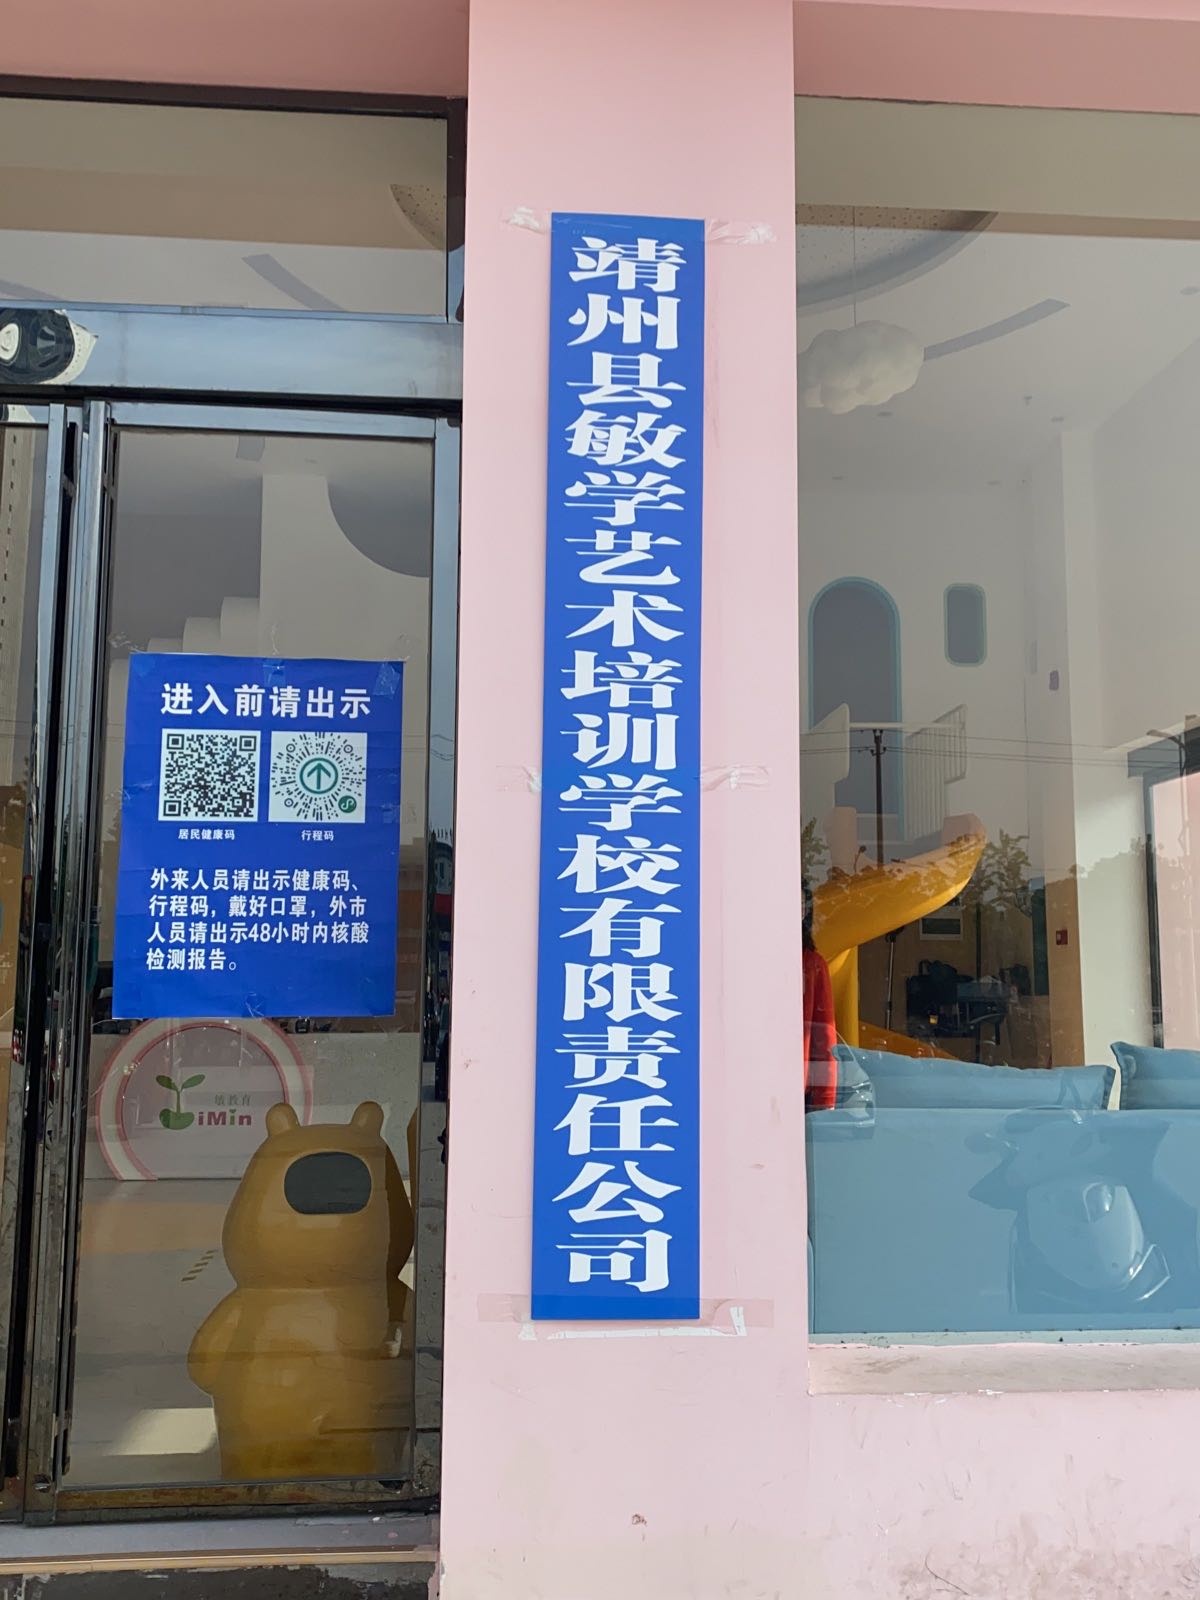 靖州县敏学艺术培训学校有限责任公司
进入前请出示
居民健康码
行程码
外来人员请出示健康码、
行程码，戴好口罩，外市
人员请出示48小时内核酸
检测报告。
敏教育
iMin